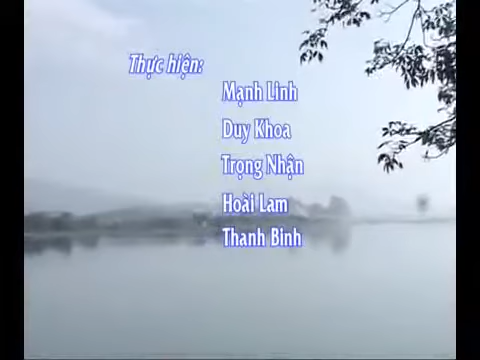 Thực hiện:
Mạnh Linh
Duy Khoa
Trọng Nhận
Hoài Lam
Thanh Bình